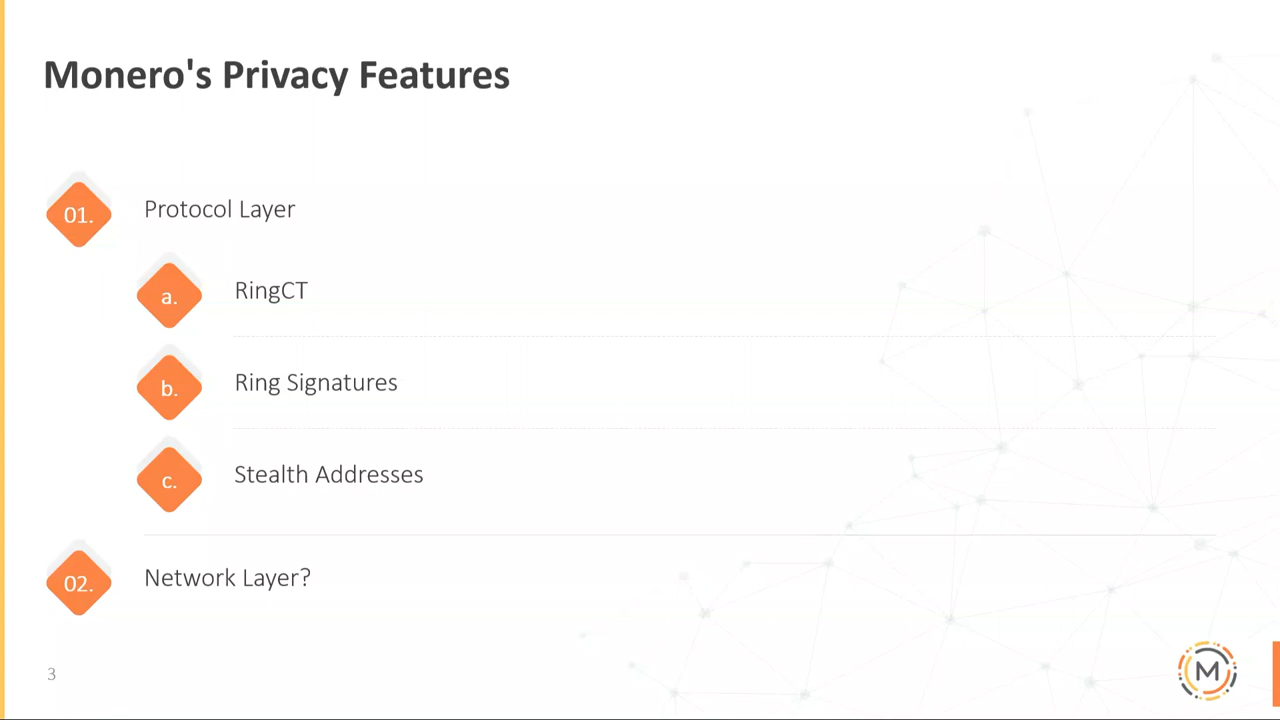 Monero's Privacy Features
01. Protocol Layer
a. RingCT
b. Ring Signatures
c. Stealth Addresses
02. Network Layer?
3
M